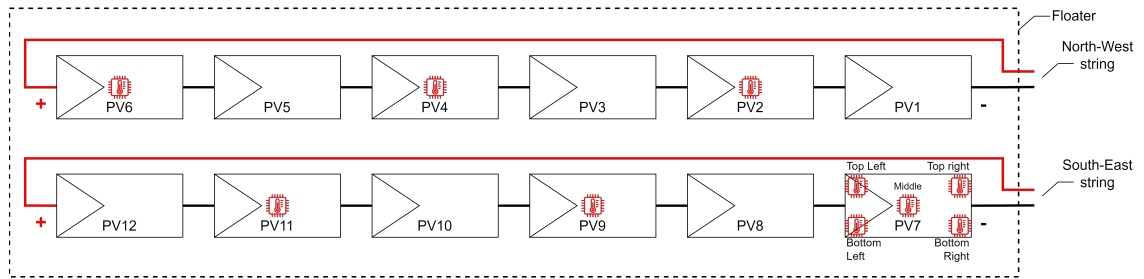 Floater
North-West
string
PV6
PV5
PV4
PV3
PV2
PV1
+
-
South-East
string
Top Left
Top right
Middle
+
PV12
PV11
PV10
PV9
PV8
PV7
-
Bottom
Left
Bottom
Right